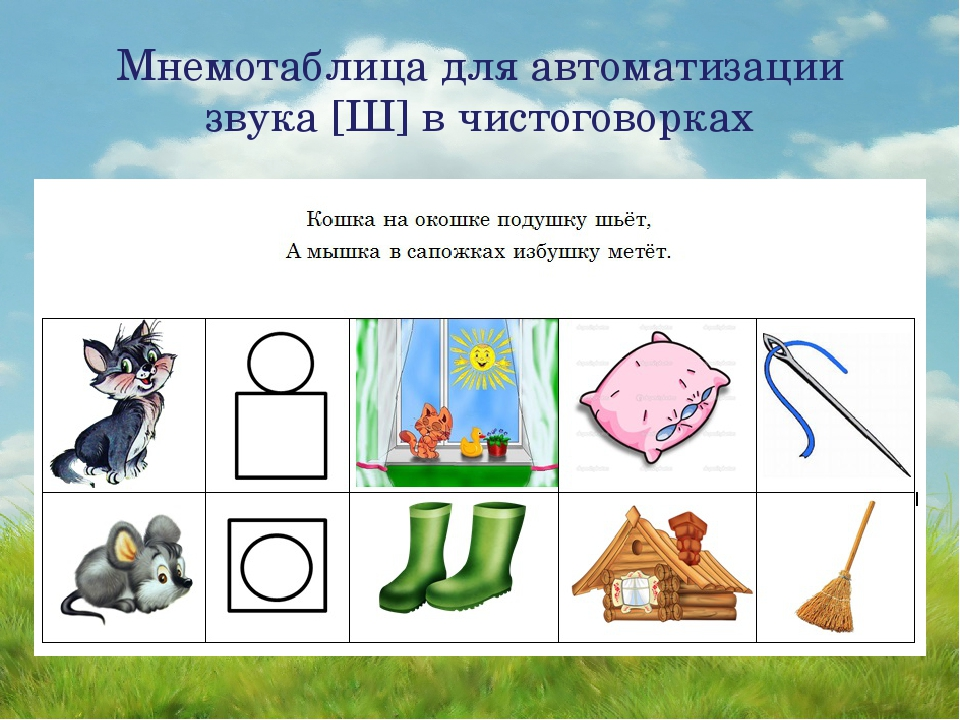 Мнемотаблица для автоматизации
звука [Ш] в чистоговорках
Кошка на окошке подушку шьёт,
А мышка в сапожках избушку метёт.